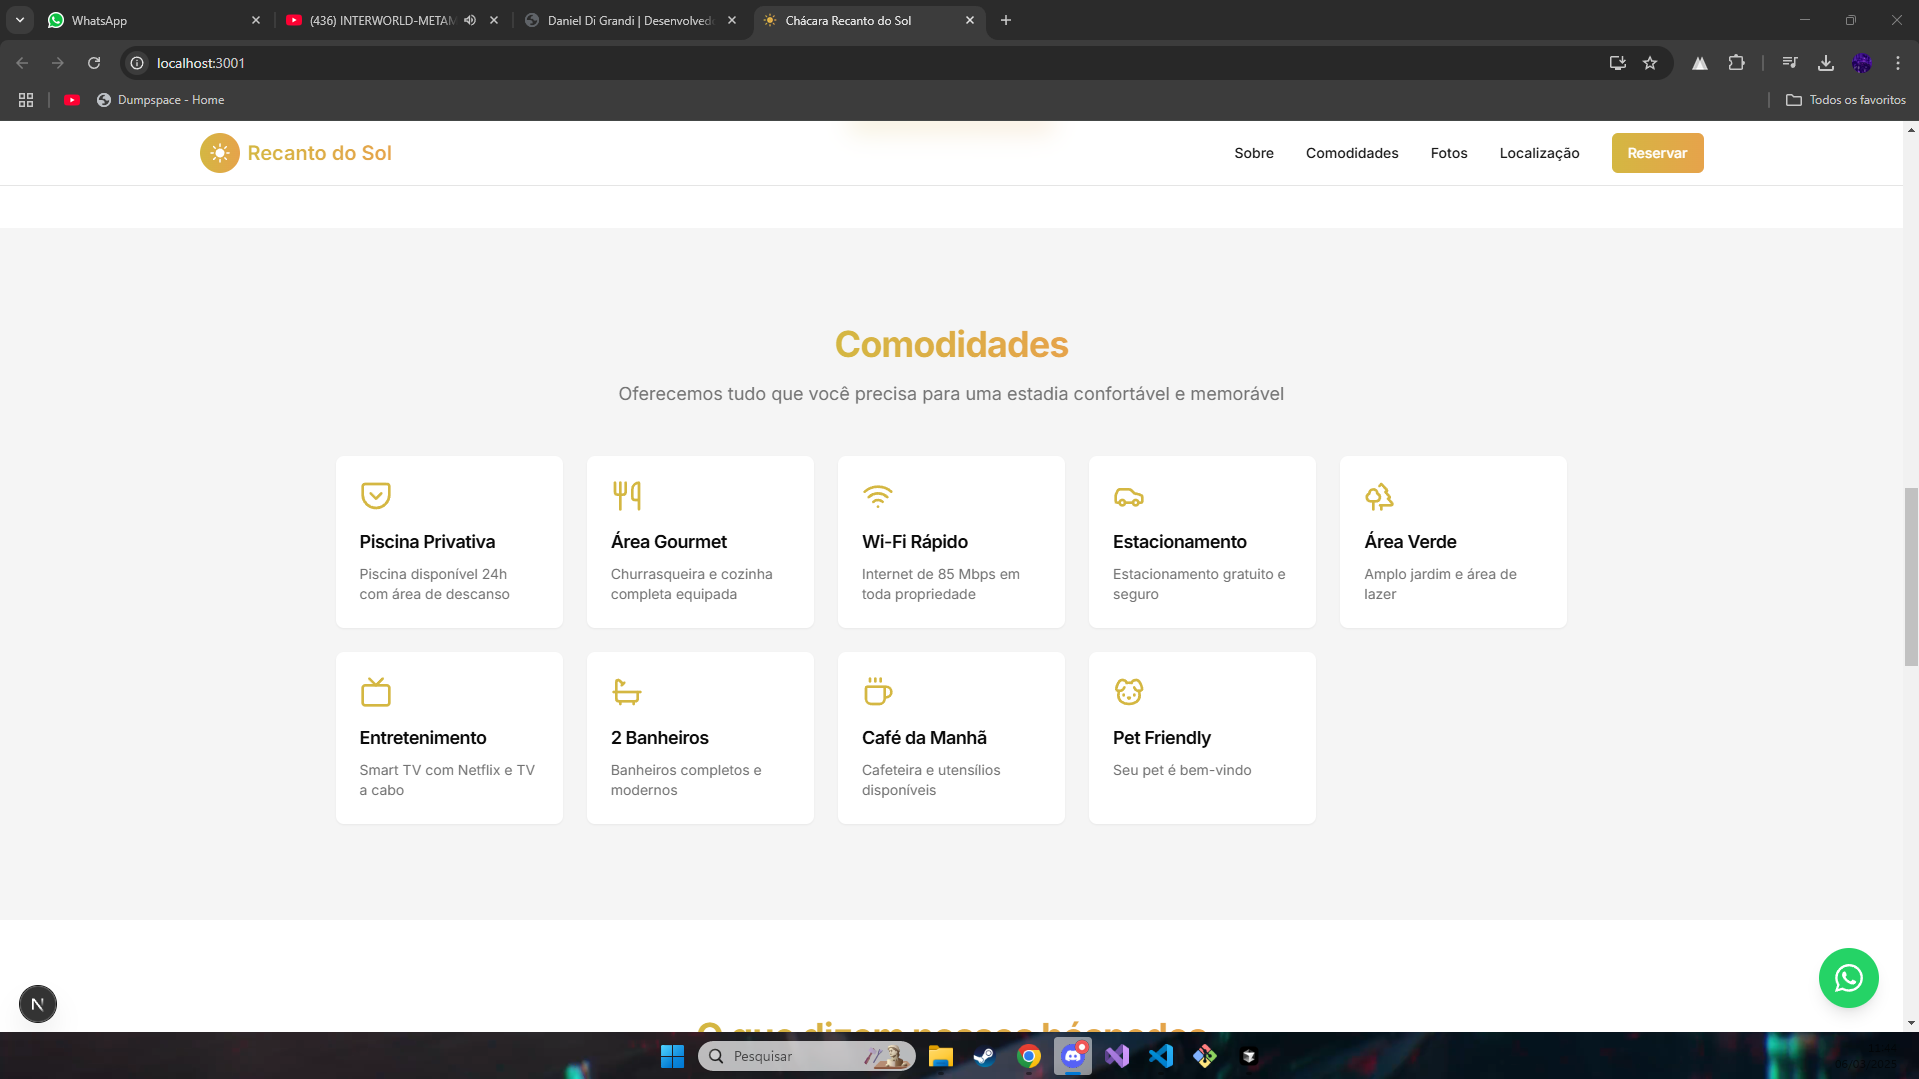 WhatsApp
(436) INTERWORLD-METAM
Daniel Di Grandi | Desenvolved
Chácara Recanto do Sol
localhost:3001
Dumpspace - Home
Todos os favoritos
Recanto do Sol
Sobre
Comodidades
Fotos
Localização
Reservar
Comodidades
Oferecemos tudo que você precisa para uma estadia confortável e memorável
Piscina Privativa
Piscina disponível 24h
com área de descanso
Área Gourmet
Churrasqueira e cozinha
completa equipada
Wi-Fi Rápido
Internet de 85 Mbps em
toda propriedade
Estacionamento
Estacionamento gratuito e
seguro
Área Verde
Amplo jardim e área de
lazer
Entretenimento
Smart TV com Netflix e TV
a cabo
2 Banheiros
Banheiros completos e
modernos
Café da Manhã
Cafeteira e utensílios
disponíveis
Pet Friendly
Seu pet é bem-vindo
N
O que dizem nossos hóspedes
Pesquisar